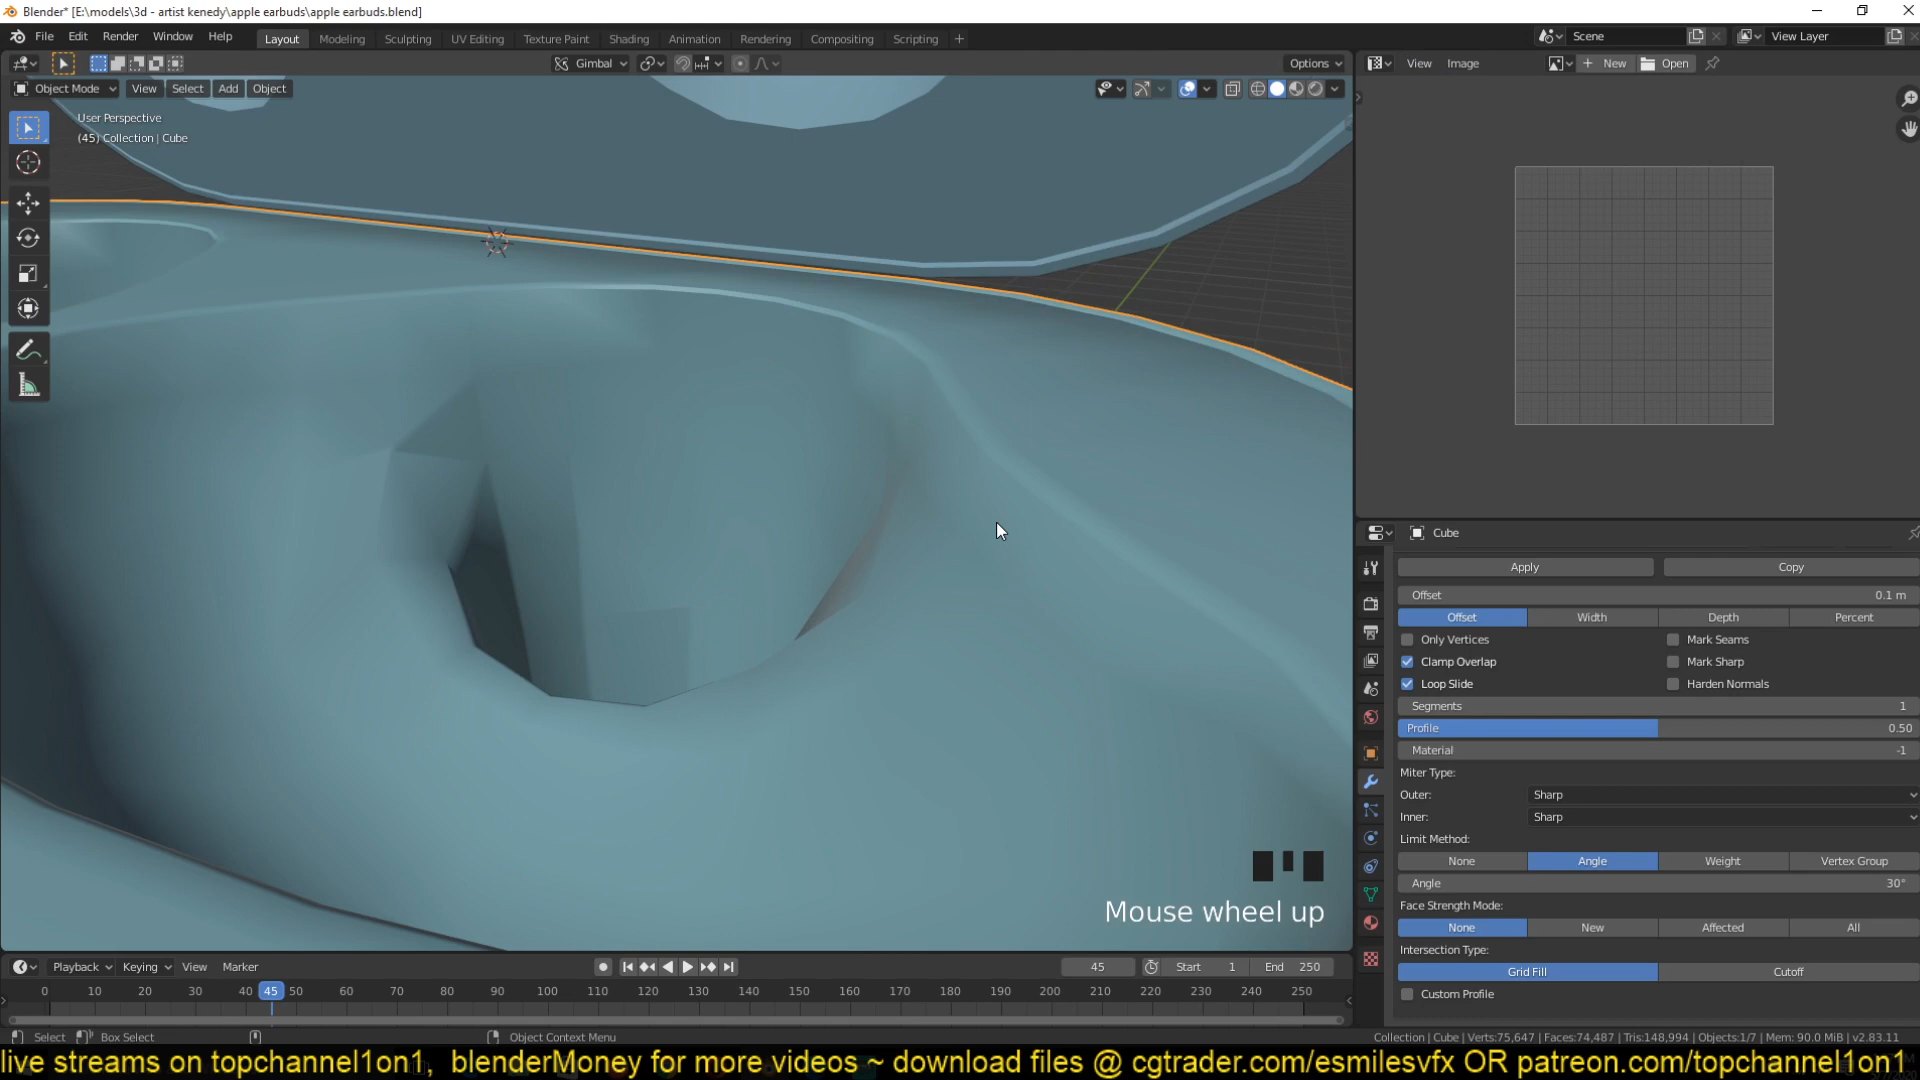 Blender* [E:\models\3d - artist kenedy\apple earbuds\apple earbuds.blend]
File Edit Render Window Help Layout Modeling Sculpting UV Editing Texture Paint Shading Animation Rendering Compositing Scripting + Scene View Layer
Gimbal Options View Image New Open
Object Mode View Select Add Object
User Perspective
(45) Collection | Cube
Cube
Apply Copy
Offset 0.1 m
Offset Width Depth Percent
Only Vertices Mark Seams
Clamp Overlap Mark Sharp
Loop Slide Harden Normals
Segments 1
Profile 0.50
Material -1
Miter Type:
Outer: Sharp
Inner: Sharp
Limit Method:
None Angle Weight Vertex Group
Angle 30°
Face Strength Mode:
None New Affected All
Intersection Type:
Grid Fill Cutoff
Custom Profile
Mouse wheel up
Playback Keying View Marker 45 Start 1 End 250
0 10 20 30 40 45 50 60 70 80 90 100 110 120 130 140 150 160 170 180 190 200 210 220 230 240 250
Select Box Select Object Context Menu Collection | Cube | Verts:75,647 | Faces:74,487 | Tris:148,994 | Objects:1/7 | Mem: 90.0 MiB | v2.83.11
live streams on topchannel1on1, blenderMoney for more videos ~ download files @ cgtrader.com/esmilesvfx OR patreon.com/topchannel1on1